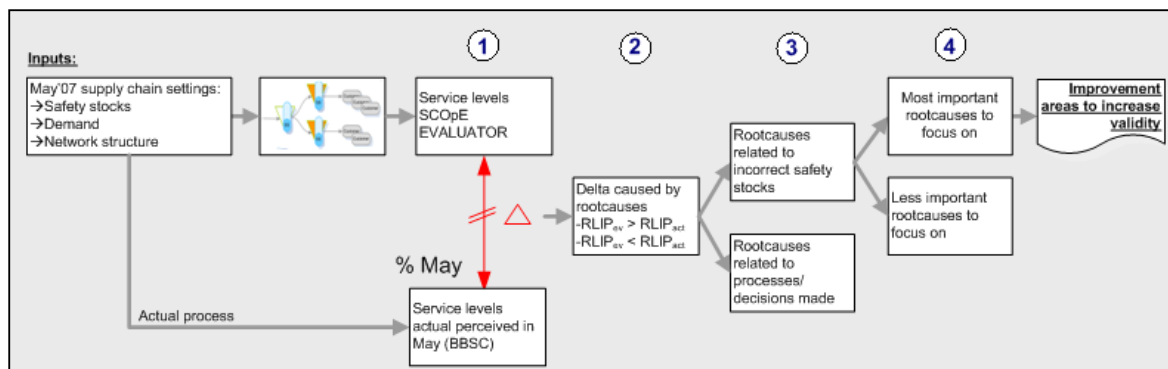 1
2
3
4
Inputs:
May'07 supply chain settings:
→Safety stocks
→Demand
→Network structure
Service levels
SCOpE
EVALUATOR
Most important
rootcauses to
focus on
Improvement
areas to increase
validity
Rootcauses
related to
incorrect safety
stocks
Delta caused by
rootcauses
-RLIPev > RLIPact
-RLIPev < RLIPact
Less important
rootcauses to
focus on
Rootcauses
related to
processes/
decisions made
% May
Actual process
Service levels
actual perceived in
May (BBSC)